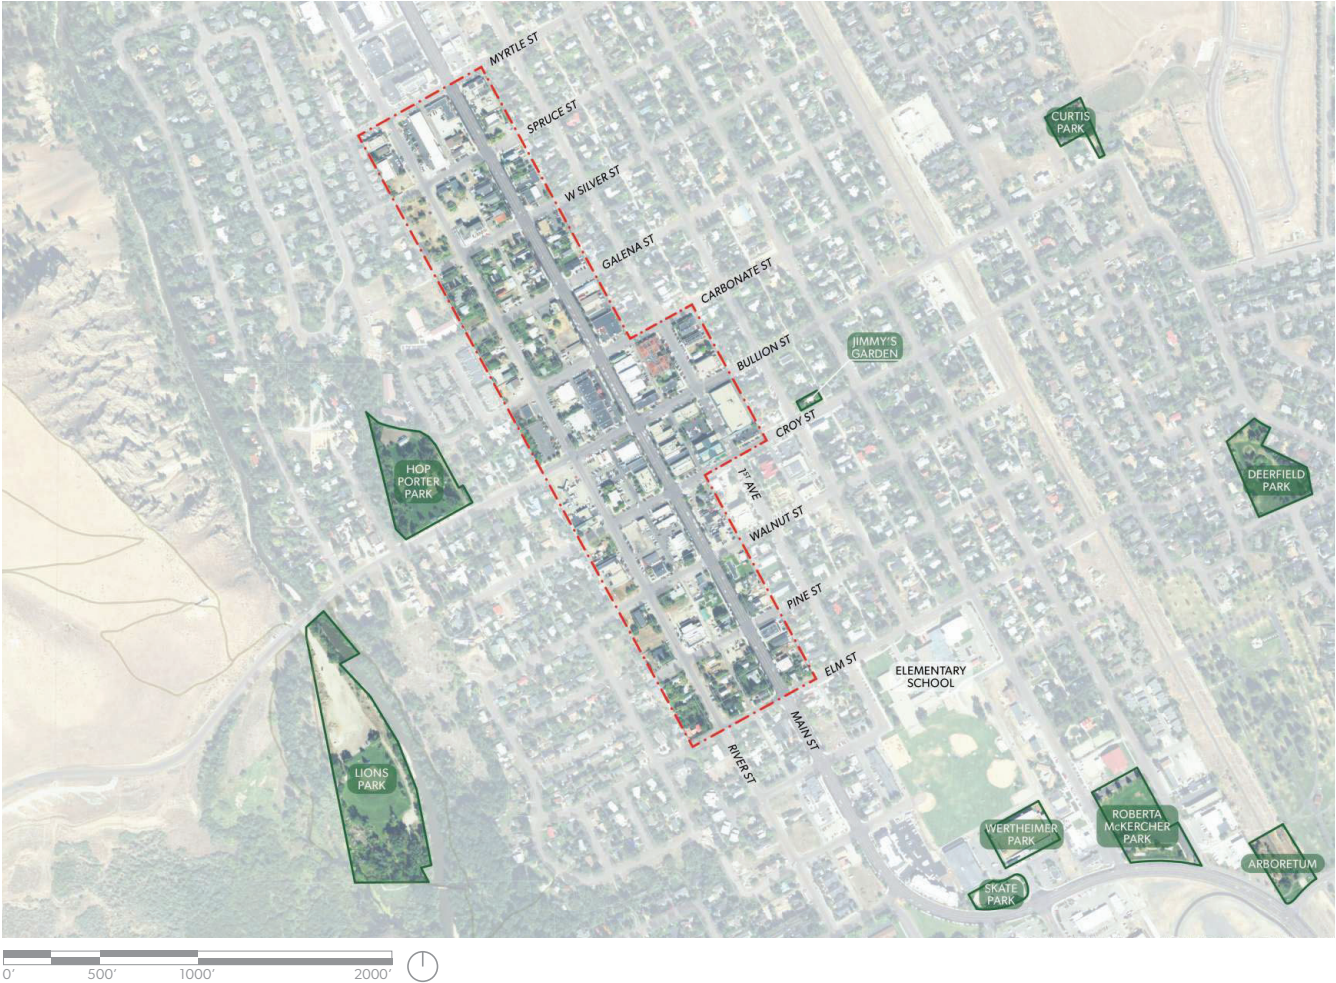 MYRTLE ST
SPRUCE ST
W SILVER ST
GALENA ST
CARBONATE ST
BULLION ST
CROY ST
1ST AVE
WALNUT ST
PINE ST
ELM ST
MAIN ST
RIVER ST
CURTIS
PARK
JIMMY'S
GARDEN
HOP
PORTER
PARK
DEERFIELD
PARK
ELEMENTARY
SCHOOL
LIONS
PARK
WERTHEIMER
PARK
ROBERTA
McKERCHER
PARK
SKATE
PARK
ARBORETUM
0' 500' 1000' 2000'